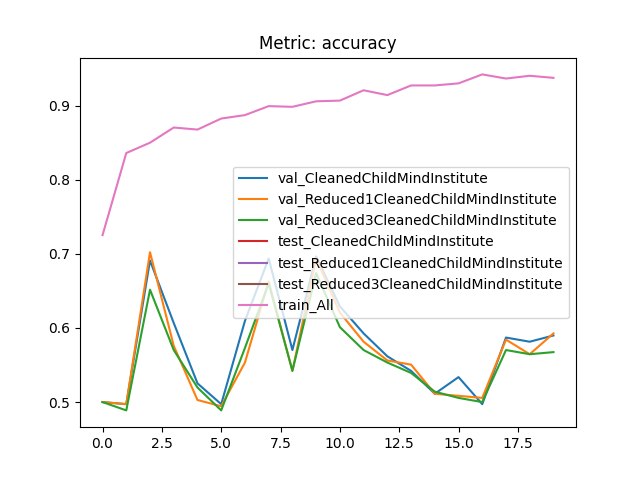 Metric: accuracy
0.9
0.8
0.7
0.6
0.5
val_CleanedChildMindInstitute
val_Reduced1CleanedChildMindInstitute
val_Reduced3CleanedChildMindInstitute
test_CleanedChildMindInstitute
test_Reduced1CleanedChildMindInstitute
test_Reduced3CleanedChildMindInstitute
train_All
0.0 2.5 5.0 7.5 10.0 12.5 15.0 17.5